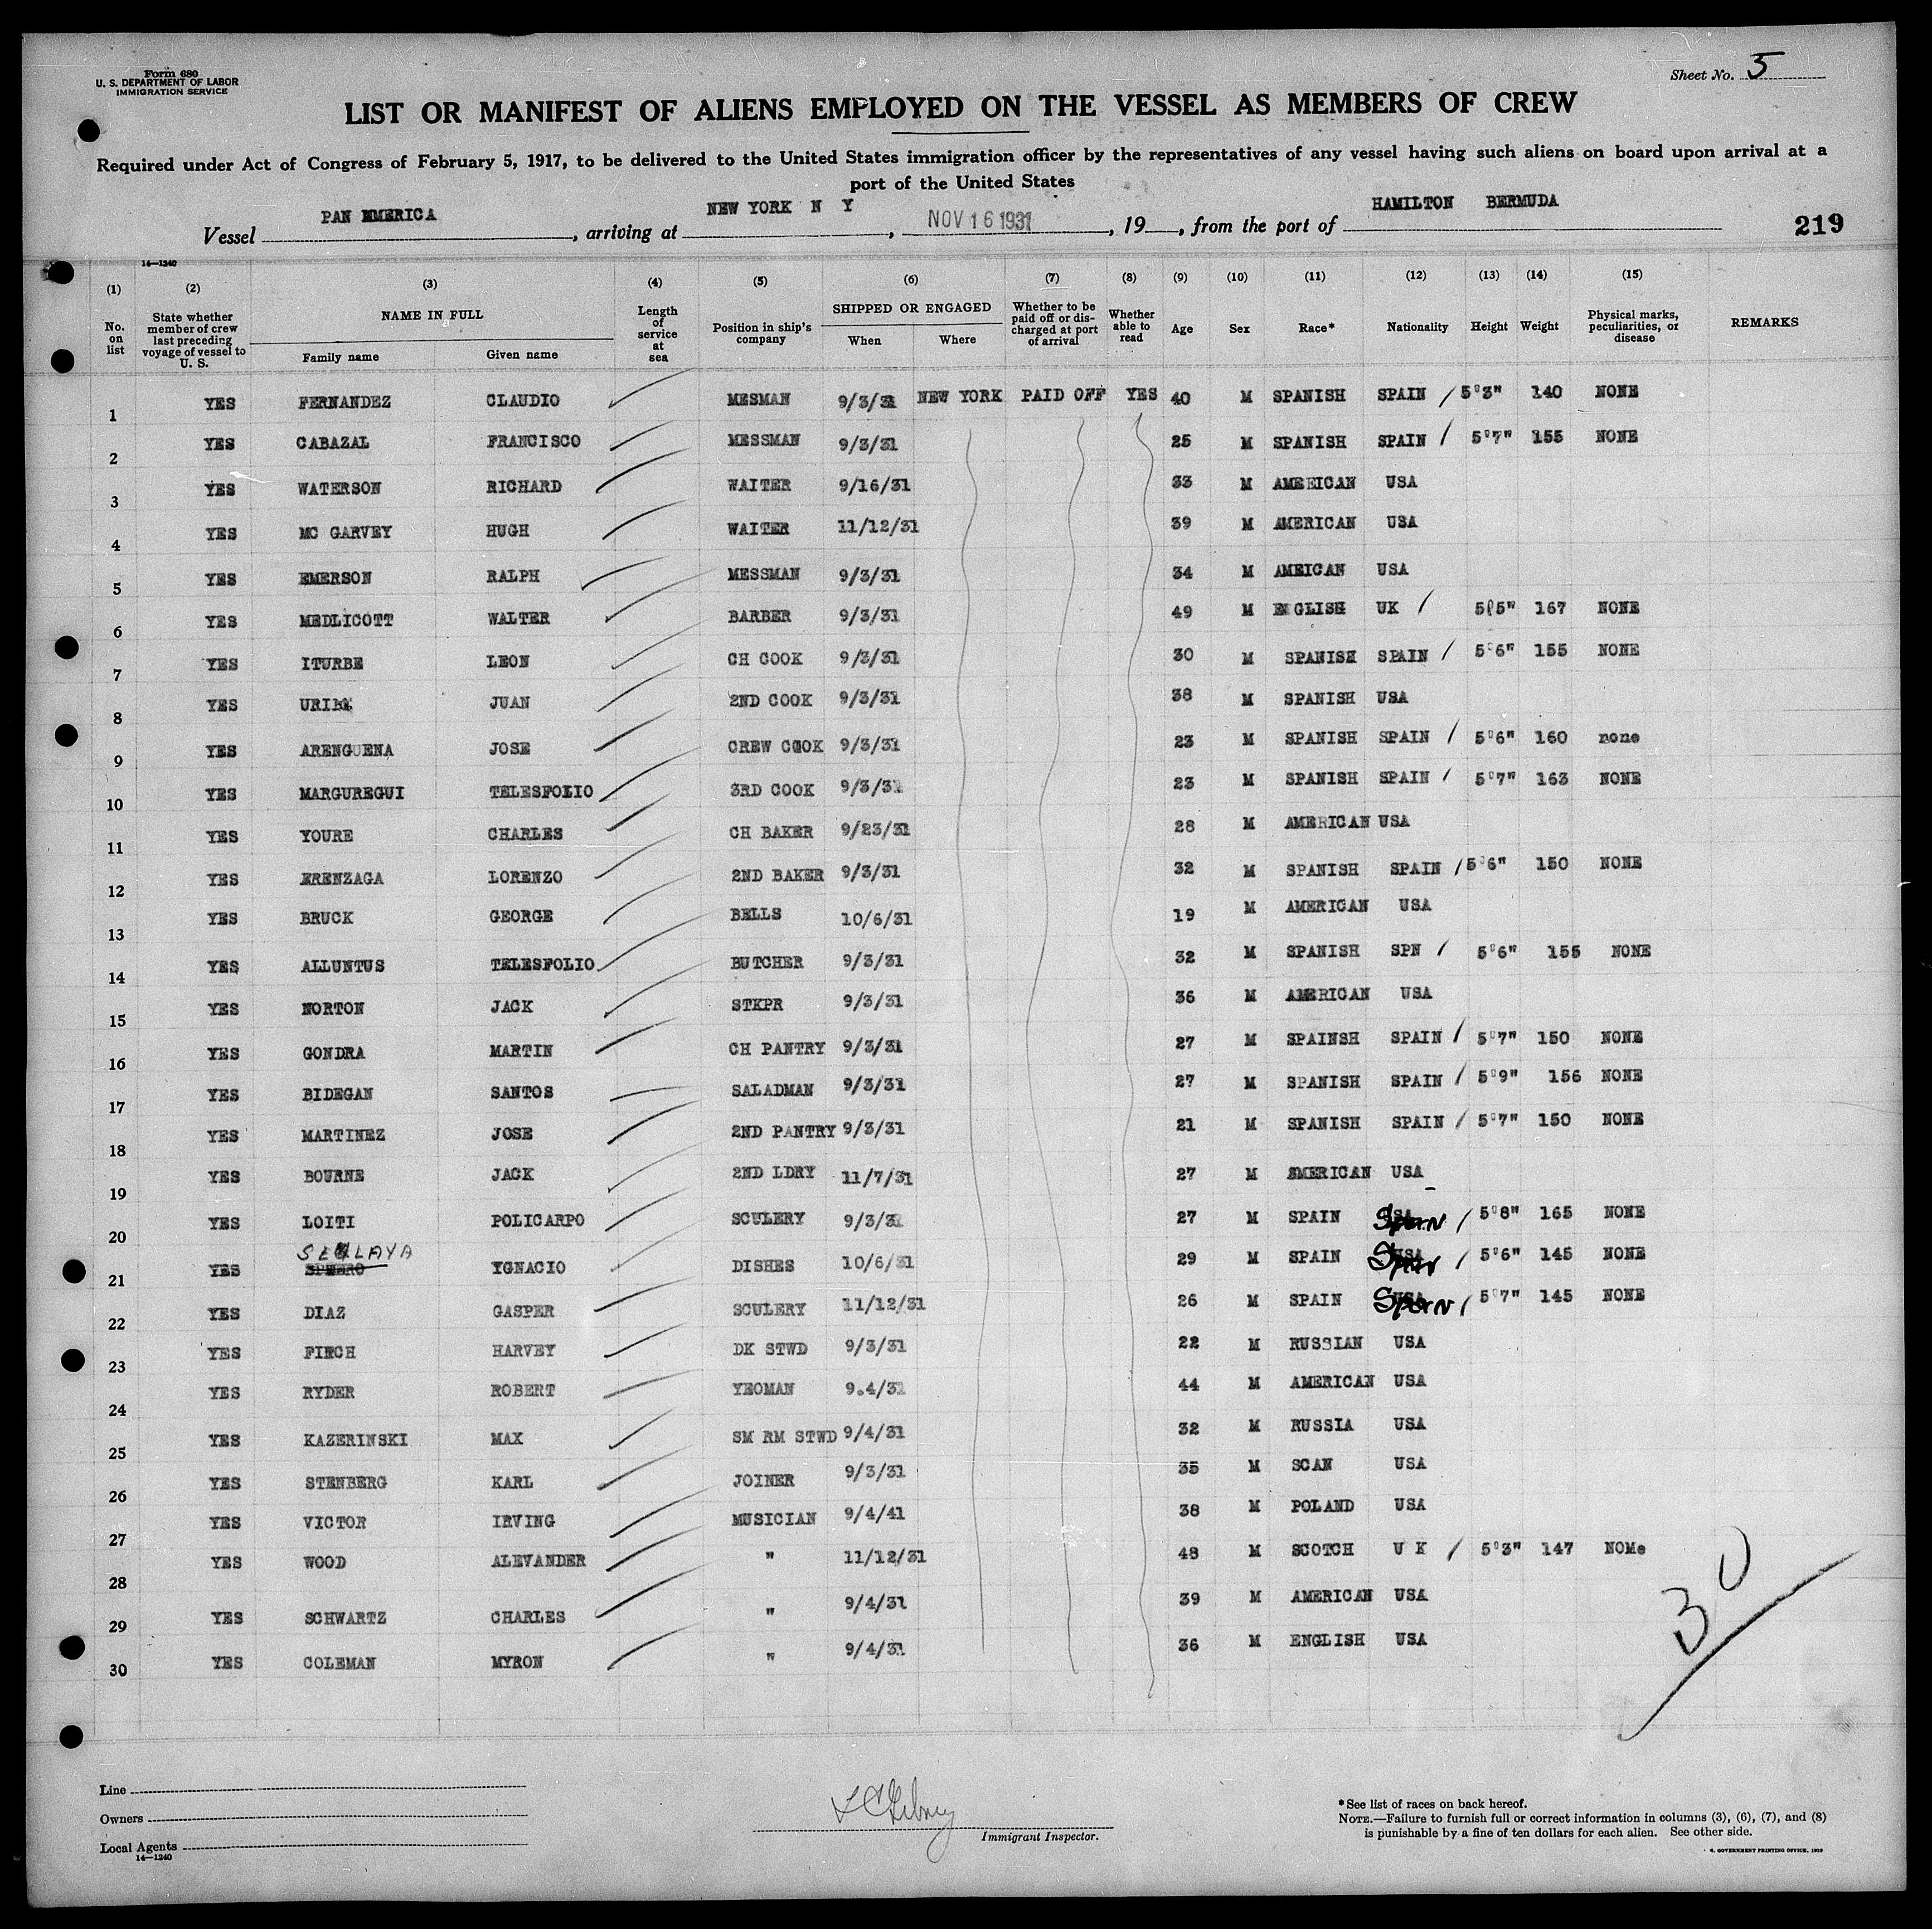 Form 680
U. S. DEPARTMENT OF LABOR
IMMIGRATION SERVICE
Sheet No. 5
LIST OR MANIFEST OF ALIENS EMPLOYED ON THE VESSEL AS MEMBERS OF CREW
Required under Act of Congress of February 5, 1917, to be delivered to the United States immigration officer by the representatives of any vessel having such aliens on board upon arrival at a
port of the United States
Vessel PAN AMERICA, arriving at NEW YORK N Y, NOV 16 1931, 19, from the port of HAMILTON BERMUDA 219
14—1240
(1) No. on list (2) State whether member of crew last preceding voyage of vessel to U. S. (3) NAME IN FULL Family name Given name (4) Length of service at sea (5) Position in ship's company (6) SHIPPED OR ENGAGED When Where (7) Whether to be paid off or discharged at port of arrival (8) Whether able to read (9) Age (10) Sex (11) Race* (12) Nationality (13) Height (14) Weight (15) Physical marks, peculiarities, or disease REMARKS
1 YES FERNANDEZ CLAUDIO MESMAN 9/3/31 NEW YORK PAID OFF YES 40 M SPANISH SPAIN / 5°3" 140 NONE
2 YES CABAZAL FRANCISCO MESSMAN 9/3/31 25 M SPANISH SPAIN / 5°7" 155 NONE
3 YES WATERSON RICHARD WAITER 9/16/31 33 M AMERICAN USA
4 YES MC GARVEY HUGH WAITER 11/12/31 39 M AMERICAN USA
5 YES EMERSON RALPH MESSMAN 9/3/31 34 M AMEICAN USA
6 YES MEDLICOTT WALTER BARBER 9/3/31 49 M ENGLISH UK / 5(5" 167 NONE
7 YES ITURBE LEON CH COOK 9/3/31 30 M SPANISH SPAIN / 5°6" 155 NONE
8 YES JUAN 2ND COOK 9/3/31 38 M SPANISH USA
9 YES ARENGUENA JOSE CREW COOK 9/3/31 23 M SPANISH SPAIN / 5°6" 160 none
10 YES MARGUREGUI TELESFOLIO 3RD COOK 9/3/31 23 M SPANISH SPAIN / 5°7" 163 NONE
11 YES YOURE CHARLES CH BAKER 9/23/31 28 M AMERICAN USA
12 YES ERENZAGA LORENZO 2ND BAKER 9/3/31 32 M SPANISH SPAIN / 5°6" 150 NONE
13 YES BRUCK GEORGE BELLS 10/6/31 19 M AMERICAN USA
14 YES ALLUNTUS TELESFOLIO BUTCHER 9/3/31 32 M SPANISH SPN / 5°6" 155 NONE
15 YES NORTON JACK STKPR 9/3/31 36 M AMERICAN USA
16 YES GONDRA MARTIN CH PANTRY 9/3/31 27 M SPAINSH SPAIN / 5°7" 150 NONE
17 YES BIDEGAN SANTOS SALADMAN 9/3/31 27 M SPANISH SPAIN / 5°9" 156 NONE
18 YES MARTINEZ JOSE 2ND PANTRY 9/3/31 21 M SPANISH SPAIN / 5°7" 150 NONE
19 YES BOURNE JACK 2ND LDRY 11/7/31 27 M AMERICAN USA
20 YES LOITI POLICARPO SCULERY 9/3/31 27 M SPAIN Spain / 5°8" 165 NONE
21 YES YGNACIO DISHES 10/6/31 29 M SPAIN Spain / 5°6" 145 NONE
22 YES DIAZ GASPER SCULERY 11/12/31 26 M SPAIN Spain / 5°7" 145 NONE
23 YES FINCH HARVEY DK STWD 9/3/31 22 M RUSSIAN USA
24 YES RYDER ROBERT YEOMAN 9.4/31 44 M AMERICAN USA
25 YES KAZERINSKI MAX SM RM STWD 9/4/31 32 M RUSSIA USA
26 YES STENBERG KARL JOINER 9/3/31 35 M SCAN USA
27 YES VICTOR IRVING MUSICIAN 9/4/41 38 M POLAND USA
28 YES WOOD ALEVANDER " 11/12/31 48 M SCOTCH U K / 5°3" 147 NOMe
29 YES SCHWARTZ CHARLES " 9/4/31 39 M AMERICAN USA
30 YES COLEMAN MYRON " 9/4/31 36 M ENGLISH USA
30
Line
Owners
Local Agents
14—1240
Immigrant Inspector.
*See list of races on back hereof.
NOTE.—Failure to furnish full or correct information in columns (3), (6), (7), and (8)
is punishable by a fine of ten dollars for each alien. See other side.